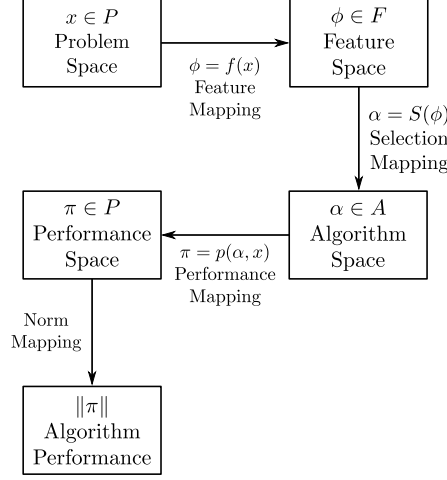 x ∈ P
Problem
Space
ϕ = f(x)
Feature
Mapping
ϕ ∈ F
Feature
Space
α = S(ϕ)
Selection
Mapping
α ∈ A
Algorithm
Space
π = p(α, x)
Performance
Mapping
π ∈ P
Performance
Space
Norm
Mapping
‖π‖
Algorithm
Performance